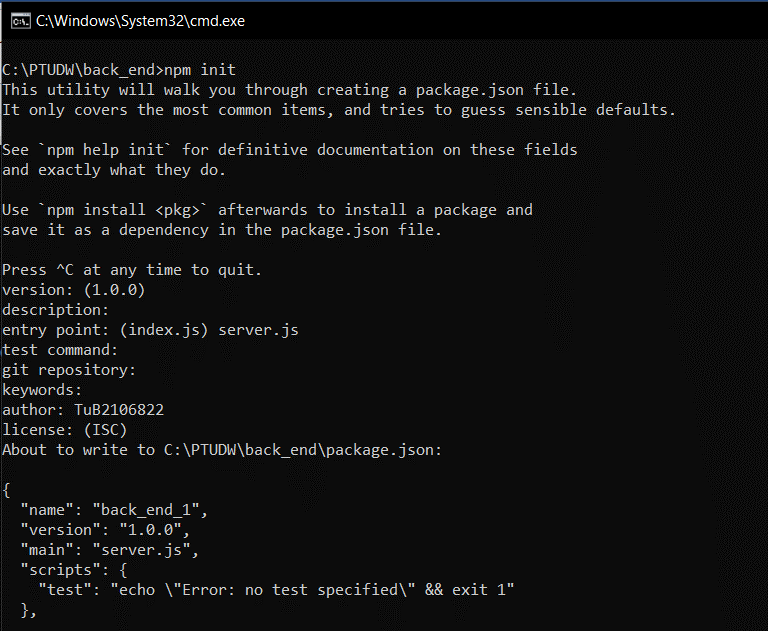 C:\Windows\System32\cmd.exe
C:\PTUDW\back_end>npm init
This utility will walk you through creating a package.json file.
It only covers the most common items, and tries to guess sensible defaults.
See `npm help init` for definitive documentation on these fields
and exactly what they do.
Use `npm install <pkg>` afterwards to install a package and
save it as a dependency in the package.json file.
Press ^C at any time to quit.
version: (1.0.0)
description:
entry point: (index.js) server.js
test command:
git repository:
keywords:
author: TuB2106822
license: (ISC)
About to write to C:\PTUDW\back_end\package.json:
{
  "name": "back_end_1",
  "version": "1.0.0",
  "main": "server.js",
  "scripts": {
    "test": "echo \"Error: no test specified\" && exit 1"
  },